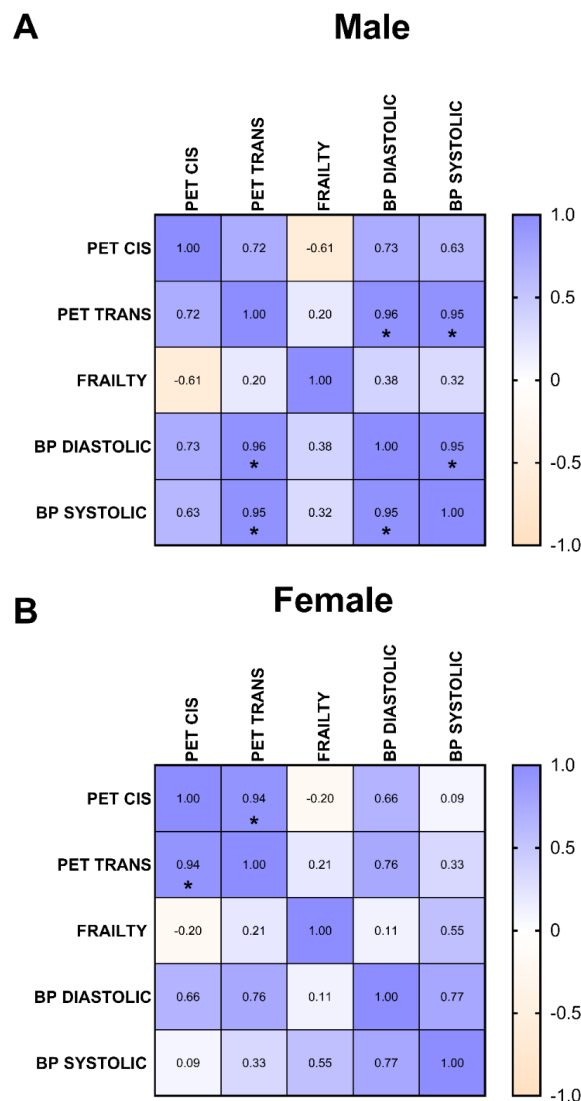 A
Male
PET CIS
PET TRANS
FRAILTY
BP DIASTOLIC
BP SYSTOLIC
PET CIS 1.00 0.72 -0.61 0.73 0.63
PET TRANS 0.72 1.00 0.20 0.96 * 0.95 *
FRAILTY -0.61 0.20 1.00 0.38 0.32
BP DIASTOLIC 0.73 0.96 * 0.38 1.00 0.95 *
BP SYSTOLIC 0.63 0.95 * 0.32 0.95 * 1.00
1.0
0.5
0
-0.5
-1.0
B
Female
PET CIS
PET TRANS
FRAILTY
BP DIASTOLIC
BP SYSTOLIC
PET CIS 1.00 0.94 * -0.20 0.66 0.09
PET TRANS 0.94 * 1.00 0.21 0.76 0.33
FRAILTY -0.20 0.21 1.00 0.11 0.55
BP DIASTOLIC 0.66 0.76 0.11 1.00 0.77
BP SYSTOLIC 0.09 0.33 0.55 0.77 1.00
1.0
0.5
0
-0.5
-1.0